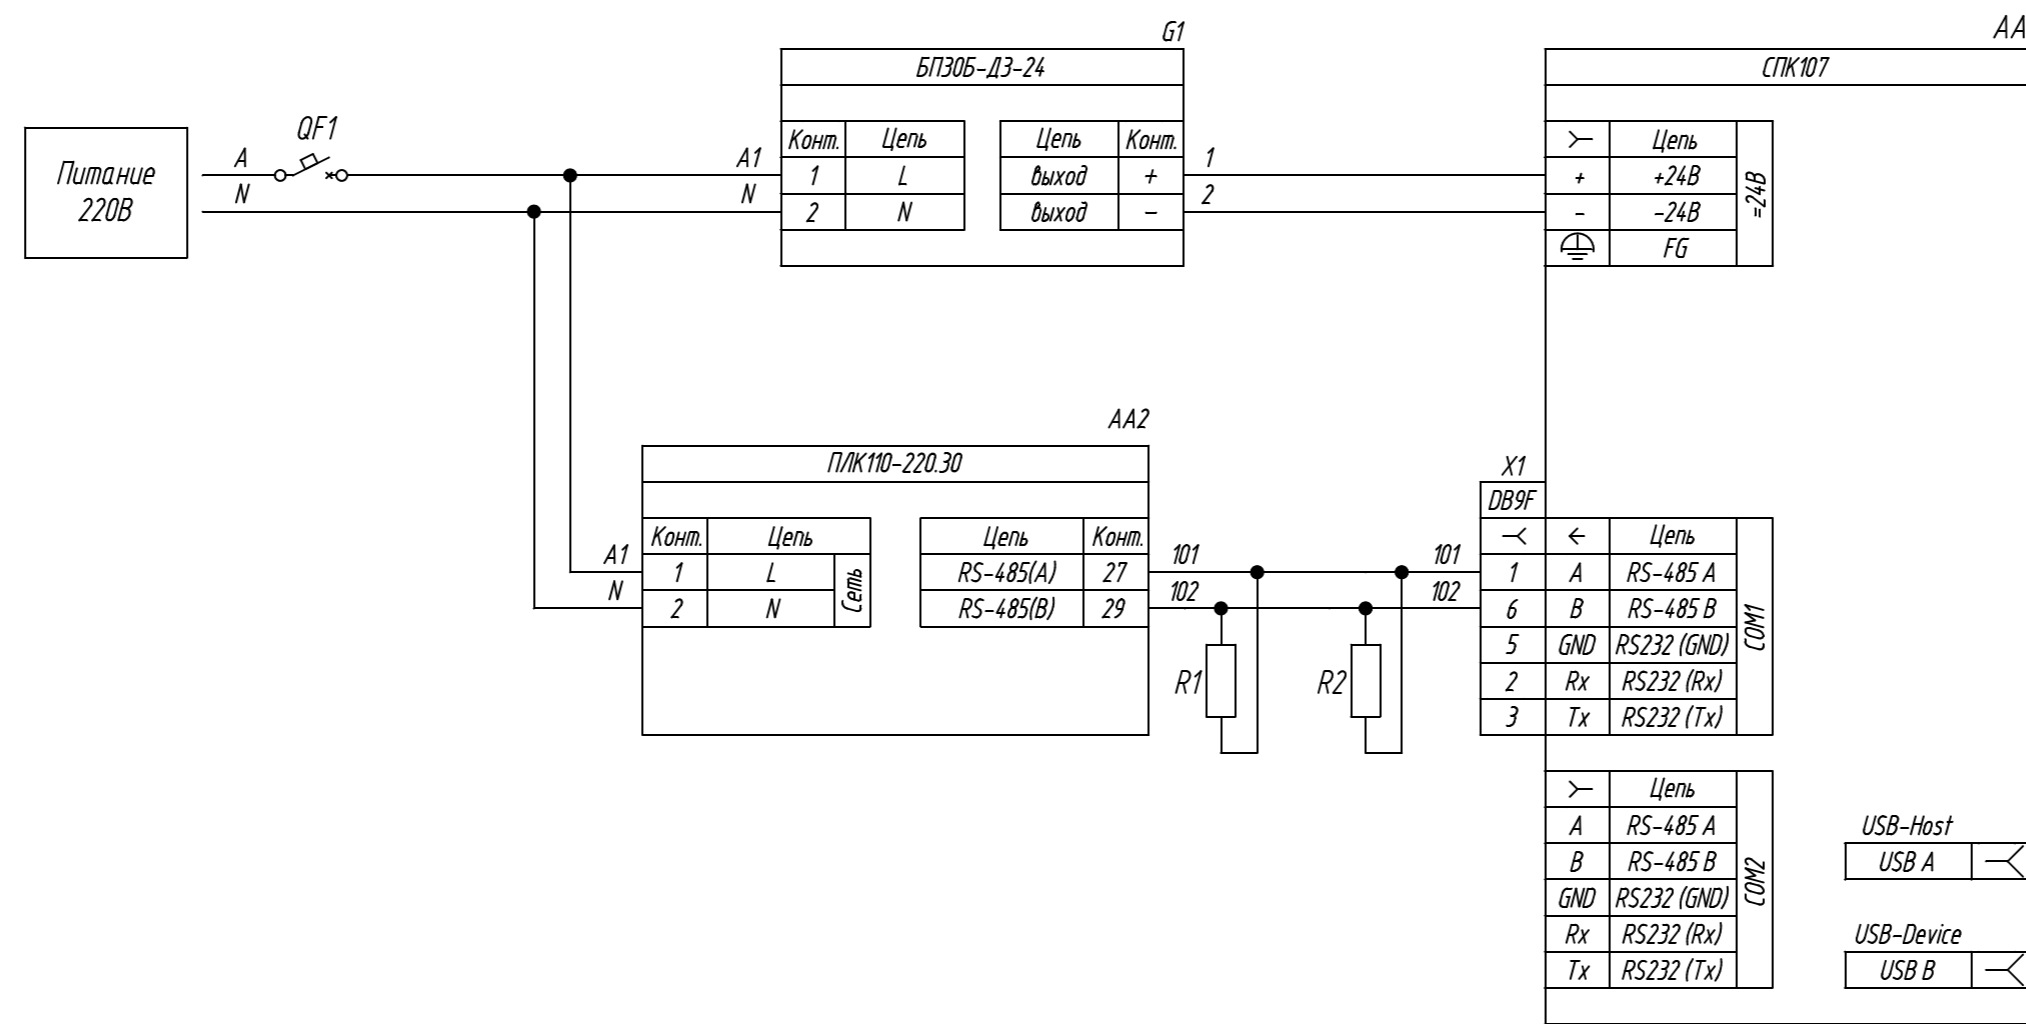 G1
AA
БП30Б-Д3-24
СПК107
QF1
Питание
220В
A
N
A1
N
Конт. Цепь
1 L
2 N
Цепь Конт.
выход +
выход –
1
2
Цепь
+ +24В
- -24В
FG
=24В
AA2
ПЛК110-220.30
A1
N
Конт. Цепь
1 L
2 N
Сеть
Цепь Конт.
RS-485(A) 27
RS-485(B) 29
101
102
101
102
R1
R2
X1
DB9F
Цепь
1 A RS-485 A
6 B RS-485 B
5 GND RS232 (GND)
2 Rx RS232 (Rx)
3 Tx RS232 (Tx)
COM1
Цепь
A RS-485 A
B RS-485 B
GND RS232 (GND)
Rx RS232 (Rx)
Tx RS232 (Tx)
COM2
USB-Host
USB A
USB-Device
USB B